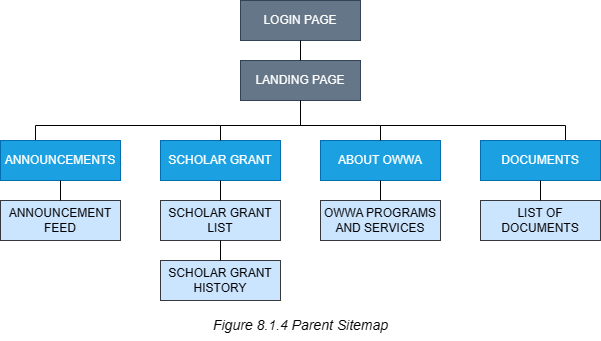 LOGIN PAGE
LANDING PAGE
ANNOUNCEMENTS
SCHOLAR GRANT
ABOUT OWWA
DOCUMENTS
ANNOUNCEMENT
FEED
SCHOLAR GRANT
LIST
OWWA PROGRAMS
AND SERVICES
LIST OF
DOCUMENTS
SCHOLAR GRANT
HISTORY
Figure 8.1.4 Parent Sitemap